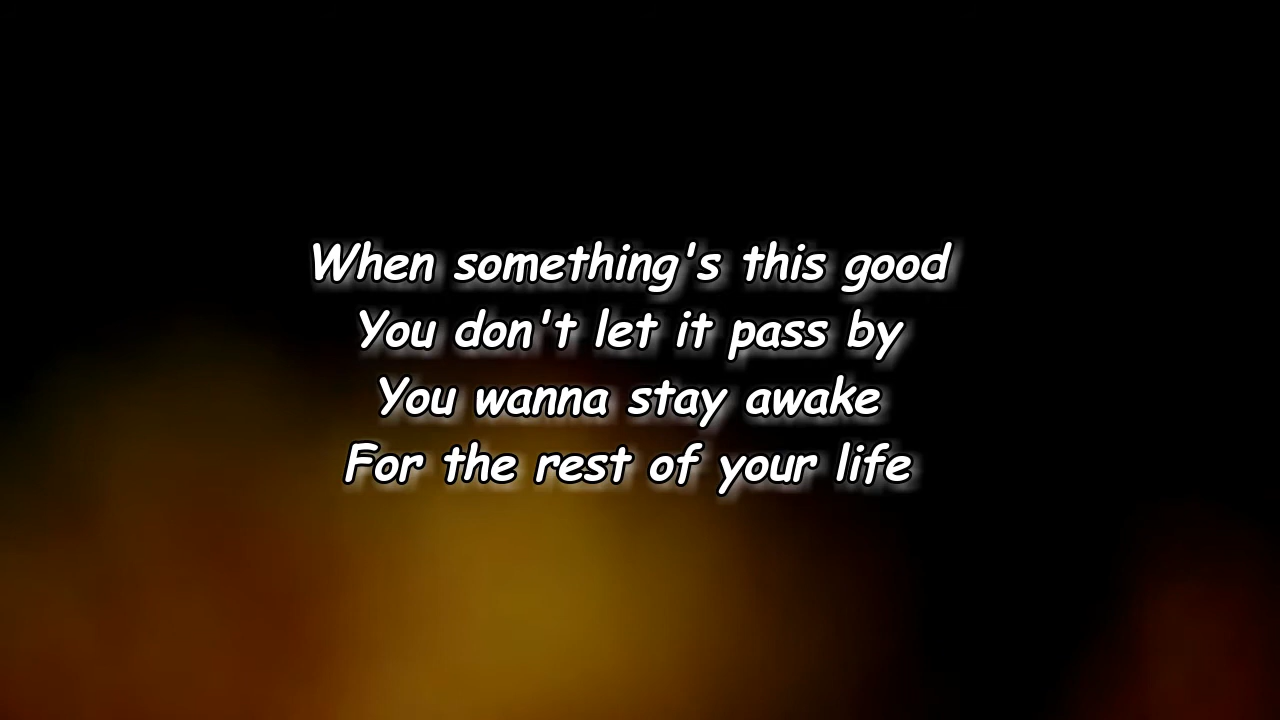 When something's this good
You don't let it pass by
You wanna stay awake
For the rest of your life